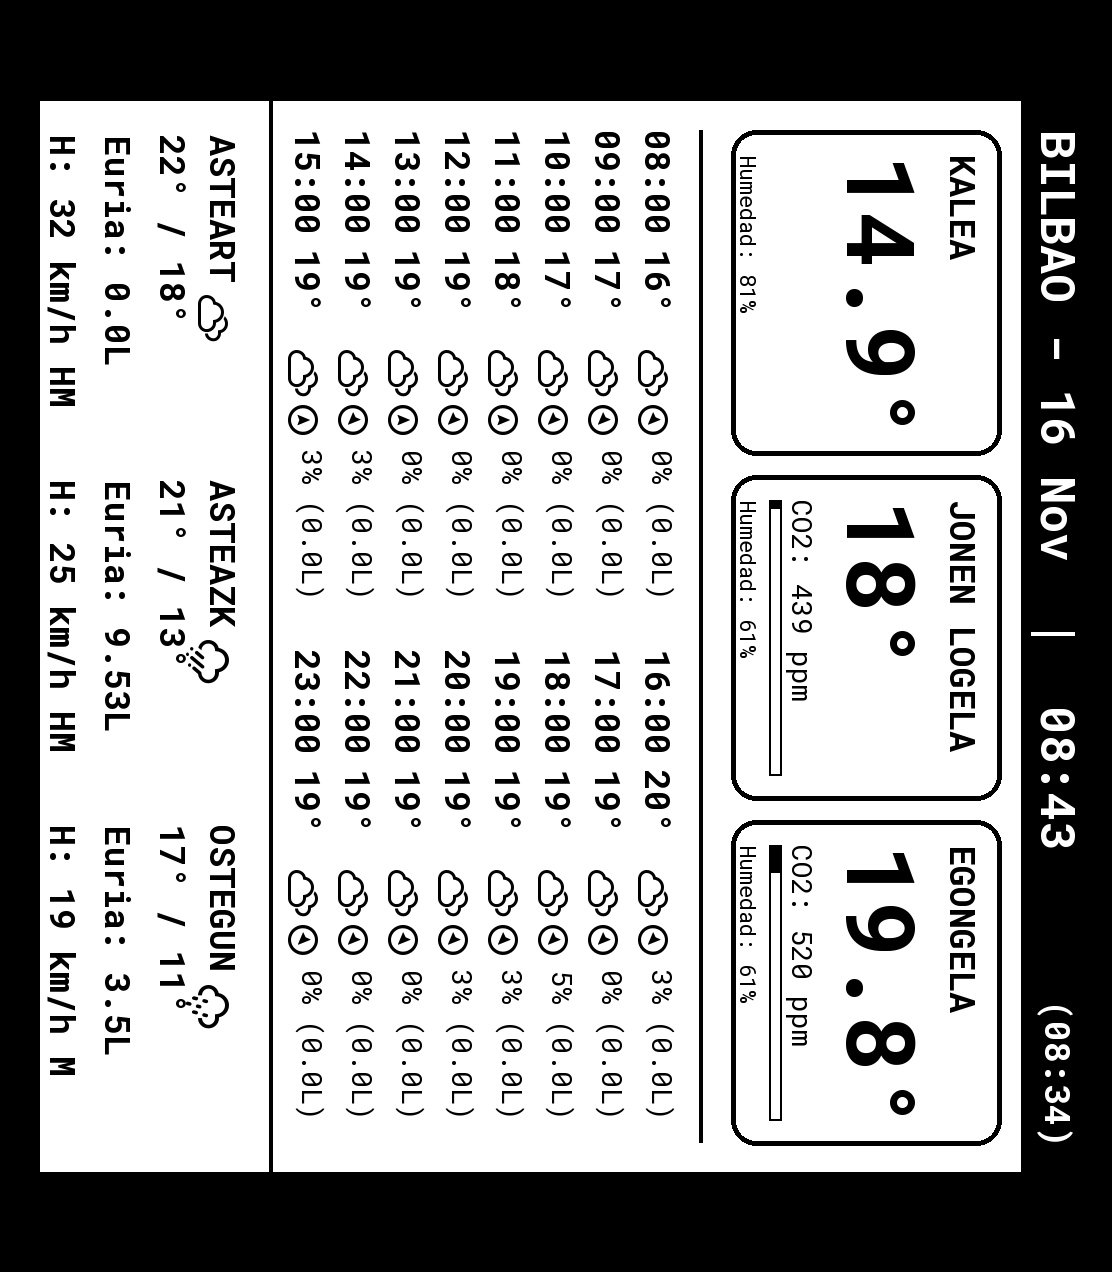 BILBAO - 16 Nov | 08:43 (08:34)
KALEA
14.9°
Humedad: 81%
JONEN LOGELA
18°
CO2: 439 ppm
Humedad: 61%
EGONGELA
19.8°
CO2: 520 ppm
Humedad: 61%
08:00 16° 0% (0.0L)
09:00 17° 0% (0.0L)
10:00 17° 0% (0.0L)
11:00 18° 0% (0.0L)
12:00 19° 0% (0.0L)
13:00 19° 0% (0.0L)
14:00 19° 3% (0.0L)
15:00 19° 3% (0.0L)
16:00 20° 3% (0.0L)
17:00 19° 0% (0.0L)
18:00 19° 5% (0.0L)
19:00 19° 3% (0.0L)
20:00 19° 3% (0.0L)
21:00 19° 0% (0.0L)
22:00 19° 0% (0.0L)
23:00 19° 0% (0.0L)
ASTEART
22° / 18°
Euria: 0.0L
H: 32 km/h HM
ASTEAZK
21° / 13°
Euria: 9.53L
H: 25 km/h HM
OSTEGUN
17° / 11°
Euria: 3.5L
H: 19 km/h M